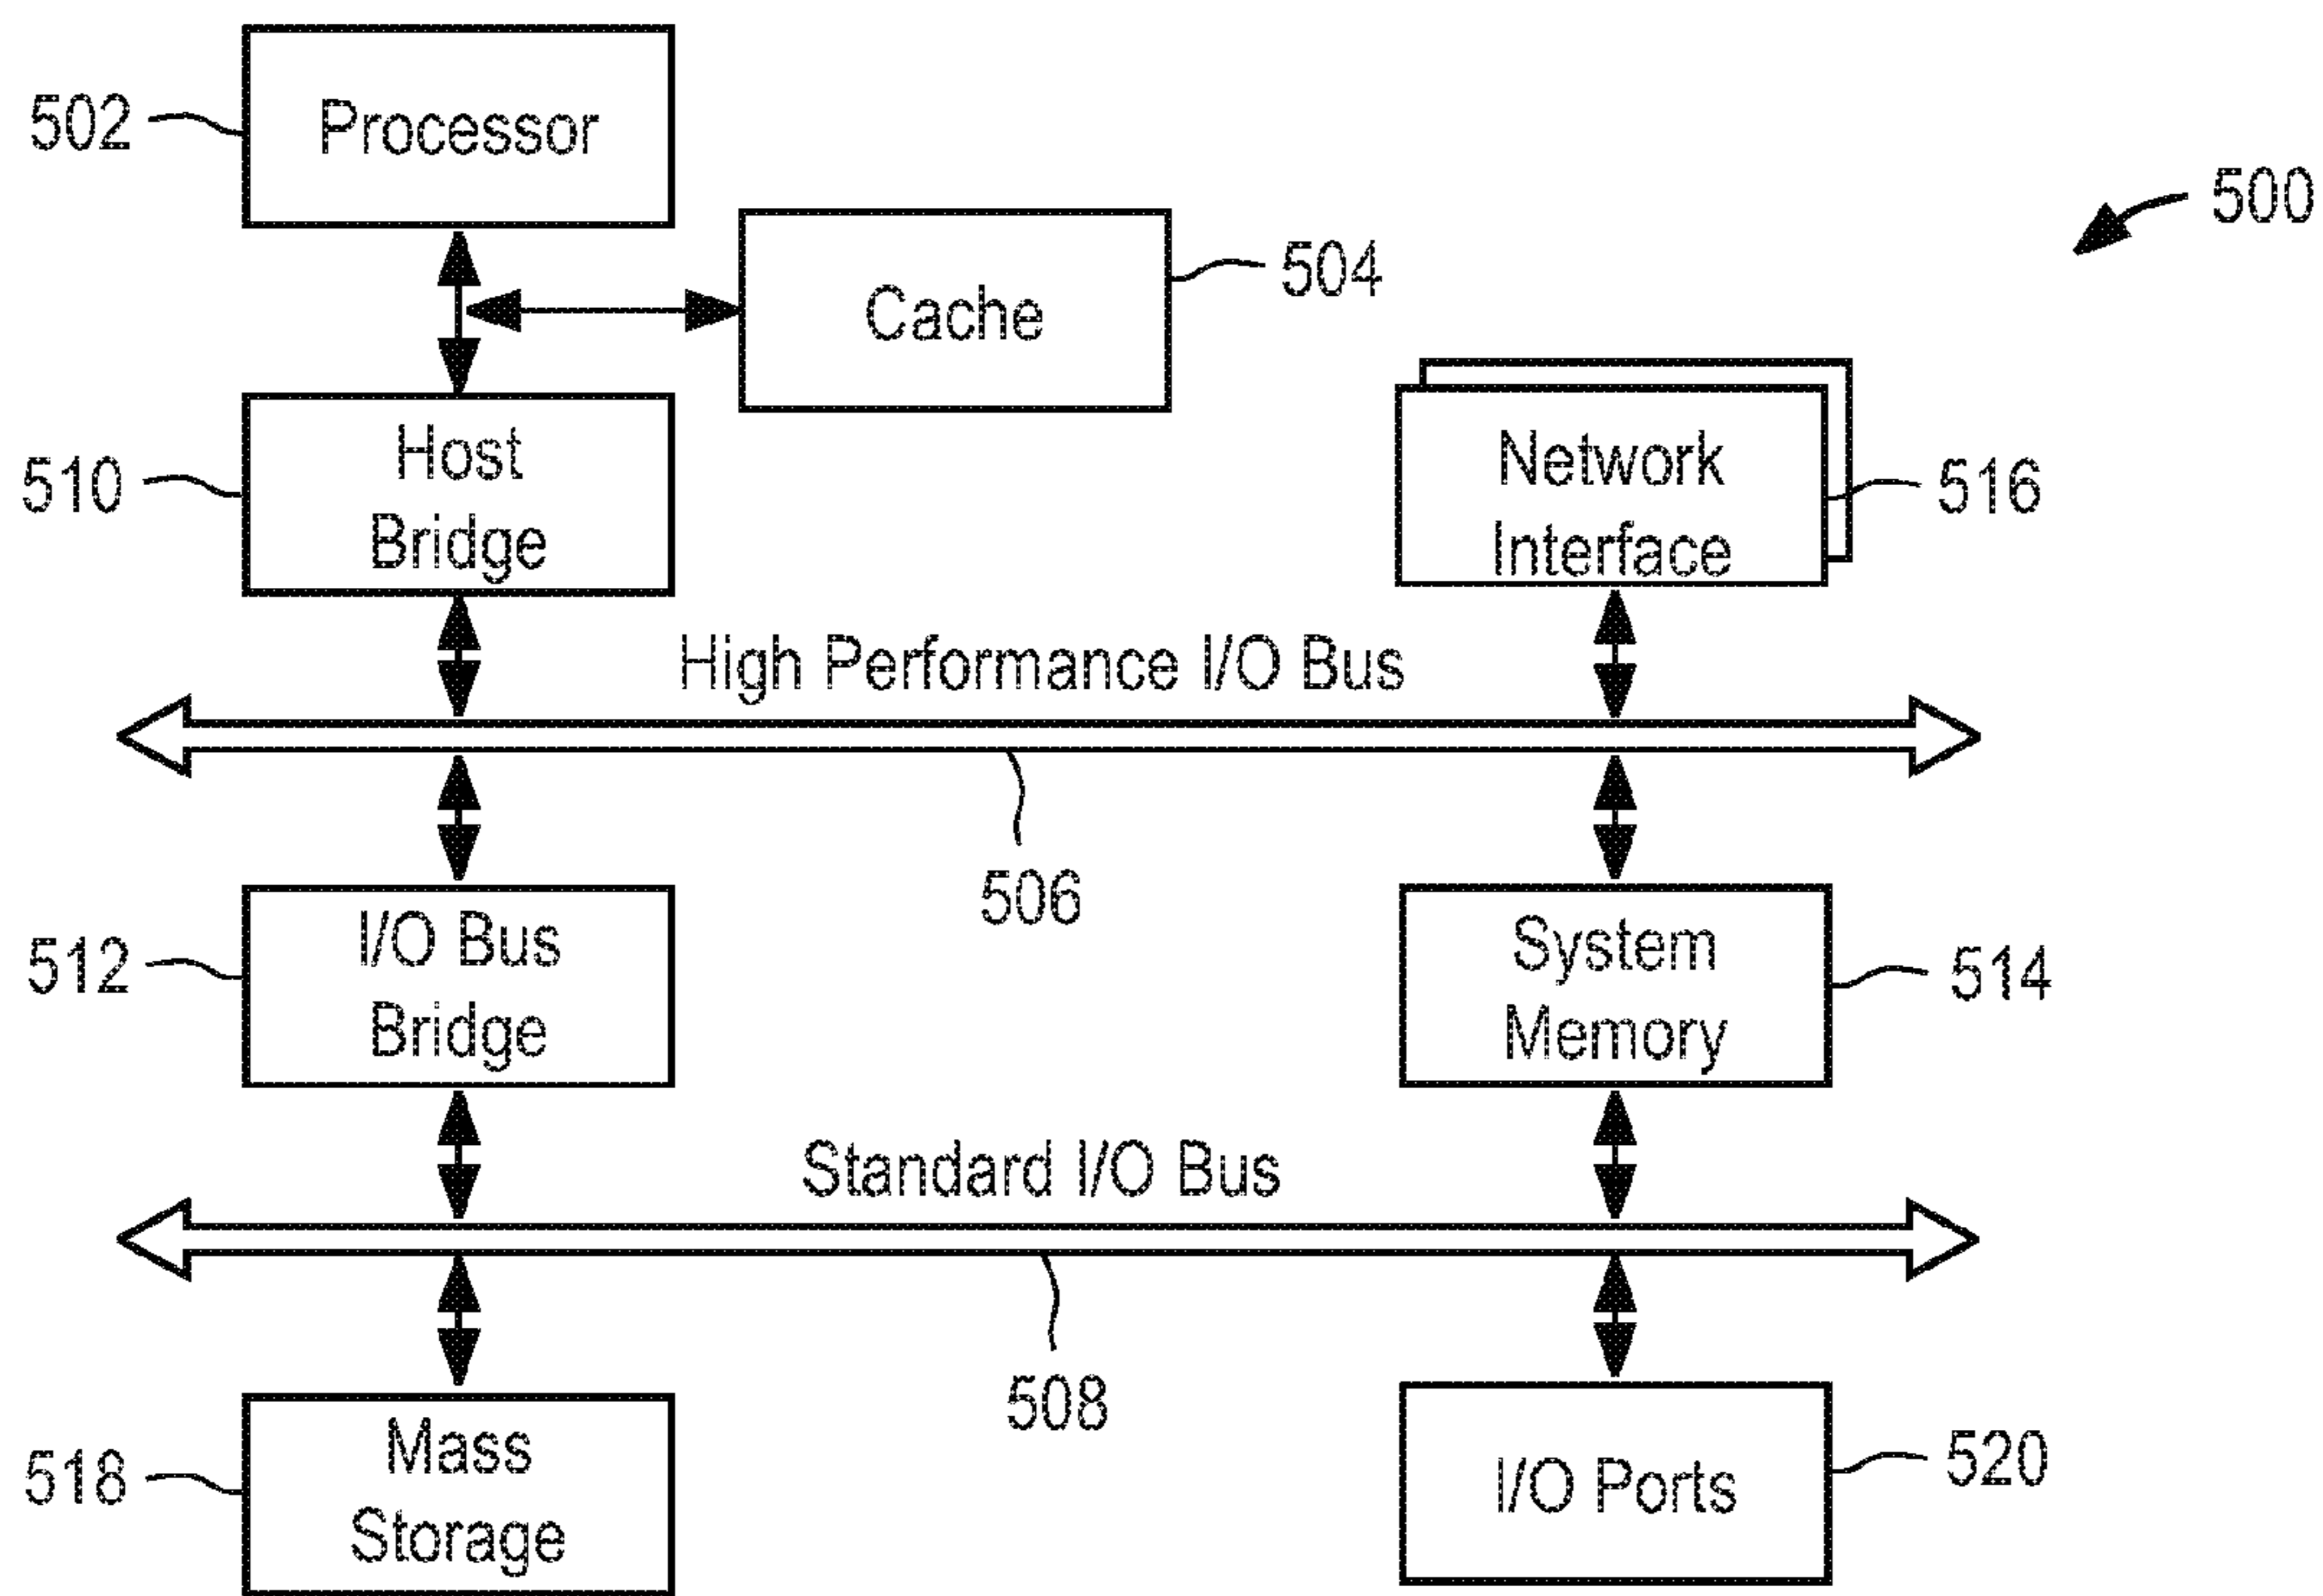 502
Processor
500
Cache
504
510
Host
Bridge
Network
Interface
516
High Performance I/O Bus
506
512
I/O Bus
Bridge
System
Memory
514
Standard I/O Bus
508
518
Mass
Storage
I/O Ports
520